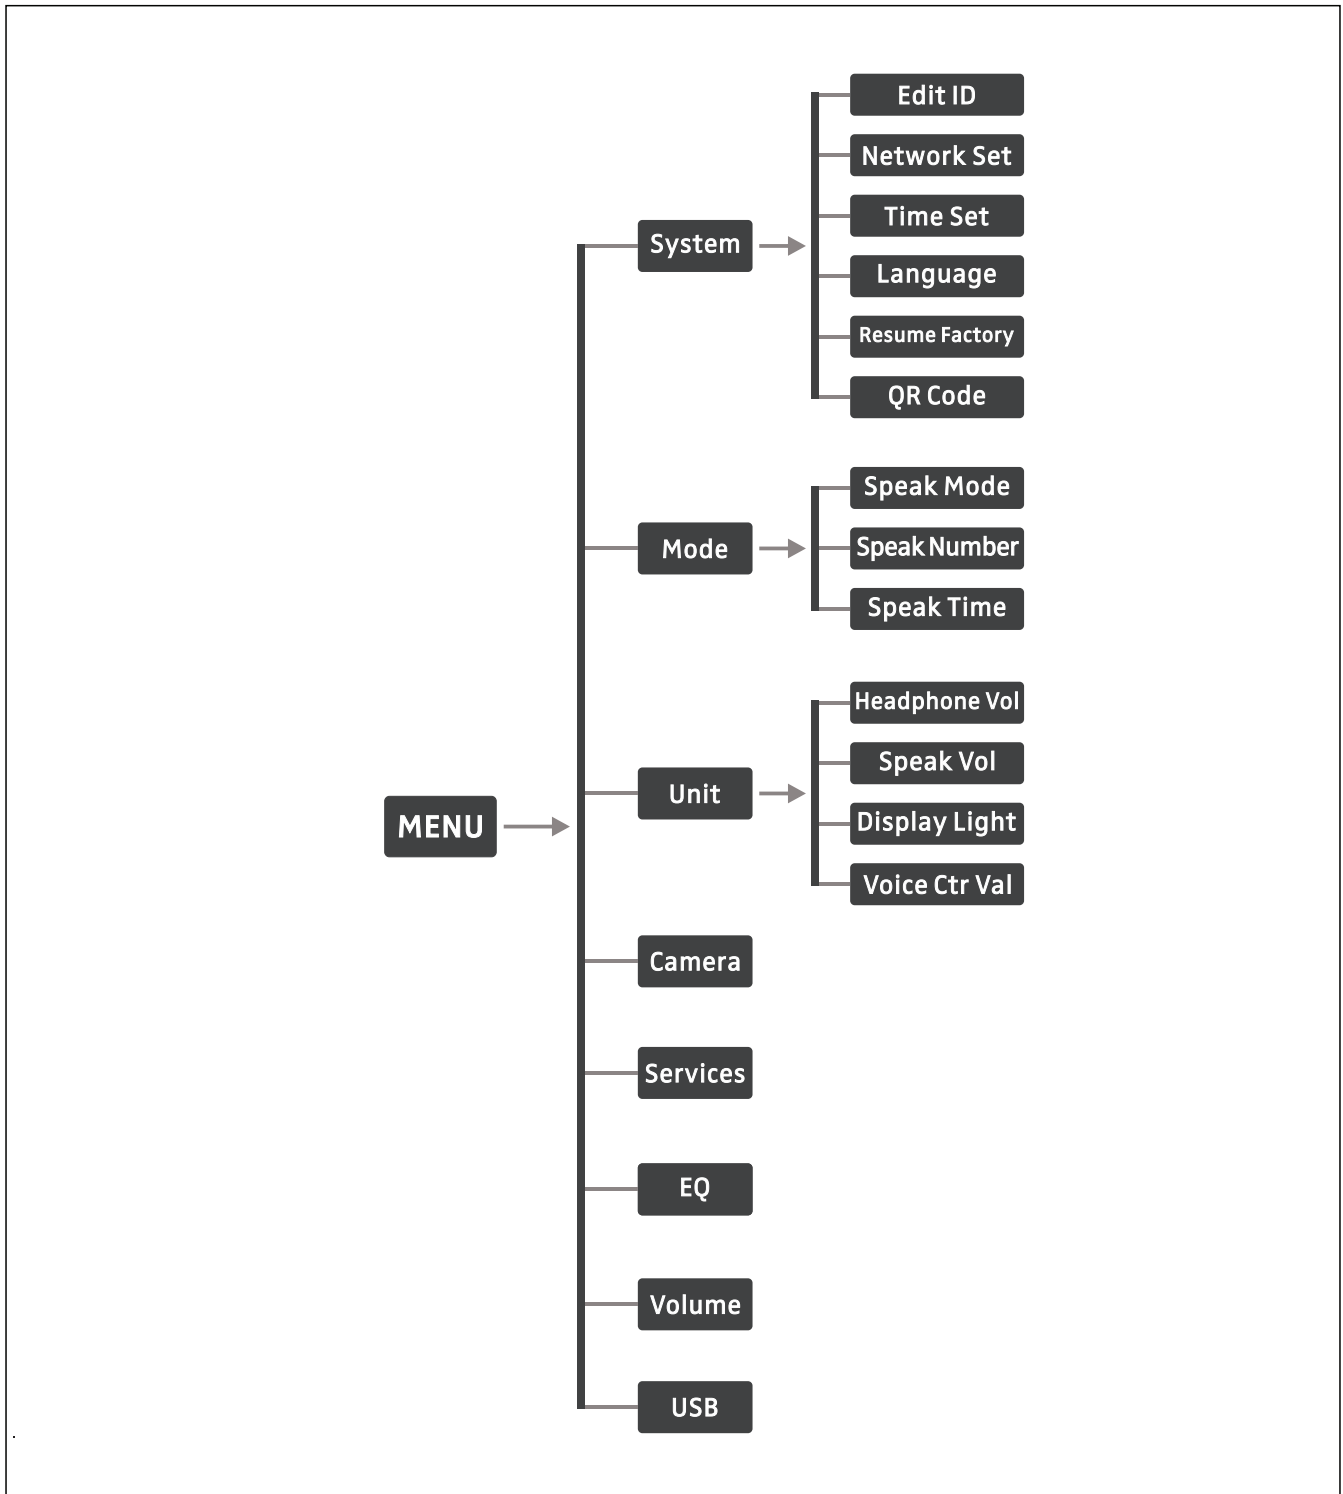 MENU
System
Edit ID
Network Set
Time Set
Language
Resume Factory
QR Code
Mode
Speak Mode
Speak Number
Speak Time
Unit
Headphone Vol
Speak Vol
Display Light
Voice Ctr Val
Camera
Services
EQ
Volume
USB